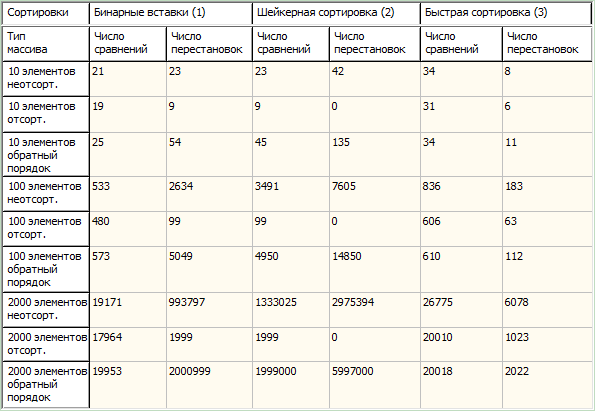 Сортировки Бинарные вставки (1) Шейкерная сортировка (2) Быстрая сортировка (3)
Тип Число Число Число Число Число Число
массива сравнений перестановок сравнений перестановок сравнений перестановок
10 элементов 21 23 23 42 34 8
неотсорт.
10 элементов 19 9 9 0 31 6
отсорт.
10 элементов 25 54 45 135 34 11
обратный
порядок
100 элементов 533 2634 3491 7605 836 183
неотсорт.
100 элементов 480 99 99 0 606 63
отсорт.
100 элементов 573 5049 4950 14850 610 112
обратный
порядок
2000 элементов 19171 993797 1333025 2975394 26775 6078
неотсорт.
2000 элементов 17964 1999 1999 0 20010 1023
отсорт.
2000 элементов 19953 2000999 1999000 5997000 20018 2022
обратный
порядок